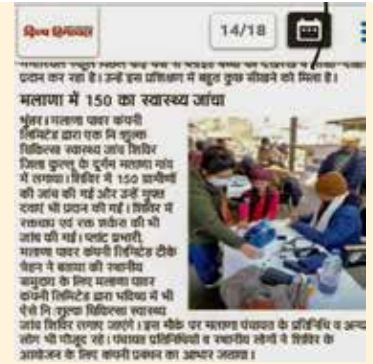 दिव्य हिमाचल
14/18
प्रदान कर रहा है। उन्हें इस प्रशिक्षण में बहुत कुछ सीखने को मिला है।
मलाणा में 150 का स्वास्थ्य जांचा
भुंतर। मलाणा पावर कंपनी
लिमिटेड द्वारा एक नि शुल्क
चिकित्सा स्वास्थ्य जांच शिविर
जिला कुल्लू के दुर्गम मलाणा गांव
में लगाया। शिविर में 150 ग्रामीणों
की जांच की गई और उन्हें मुफ्त
दवाएं भी प्रदान की गईं। शिविर में
रक्तचाप एवं रक्त शर्करा की भी
जांच की गई। प्लांट प्रभारी,
मलाणा पावर कंपनी लिमिटेड टीके
बताया की स्थानीय
समुदाय के लिए मलाणा पावर
कंपनी लिमिटेड द्वारा भविष्य में भी
ऐसे नि शुल्क चिकित्सा स्वास्थ्य
जांच शिविर लगाए जाएंगे। इस मौके पर मलाणा पंचायत के प्रतिनिधि व अन्य
लोग भी मौजूद रहे। पंचायत प्रतिनिधियों व स्थानीय लोगों ने शिविर के
आयोजन के लिए कंपनी प्रबंधन का आभार जताया।